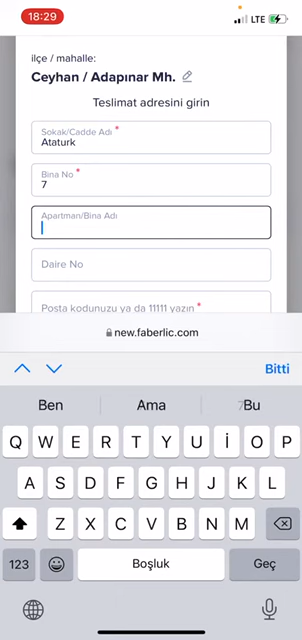 18:29
LTE
ilçe / mahalle:
Ceyhan / Adapınar Mh.
Teslimat adresini girin
Sokak/Cadde Adı *
Ataturk
Bina No *
7
Apartman/Bina Adı
Daire No
Posta kodunuzu ya da 11111 yazın *
new.faberlic.com
Bitti
Ben Ama Bu
Q W E R T Y U İ O P
A S D F G H J K L
Z X C V B N M
123 Boşluk Geç